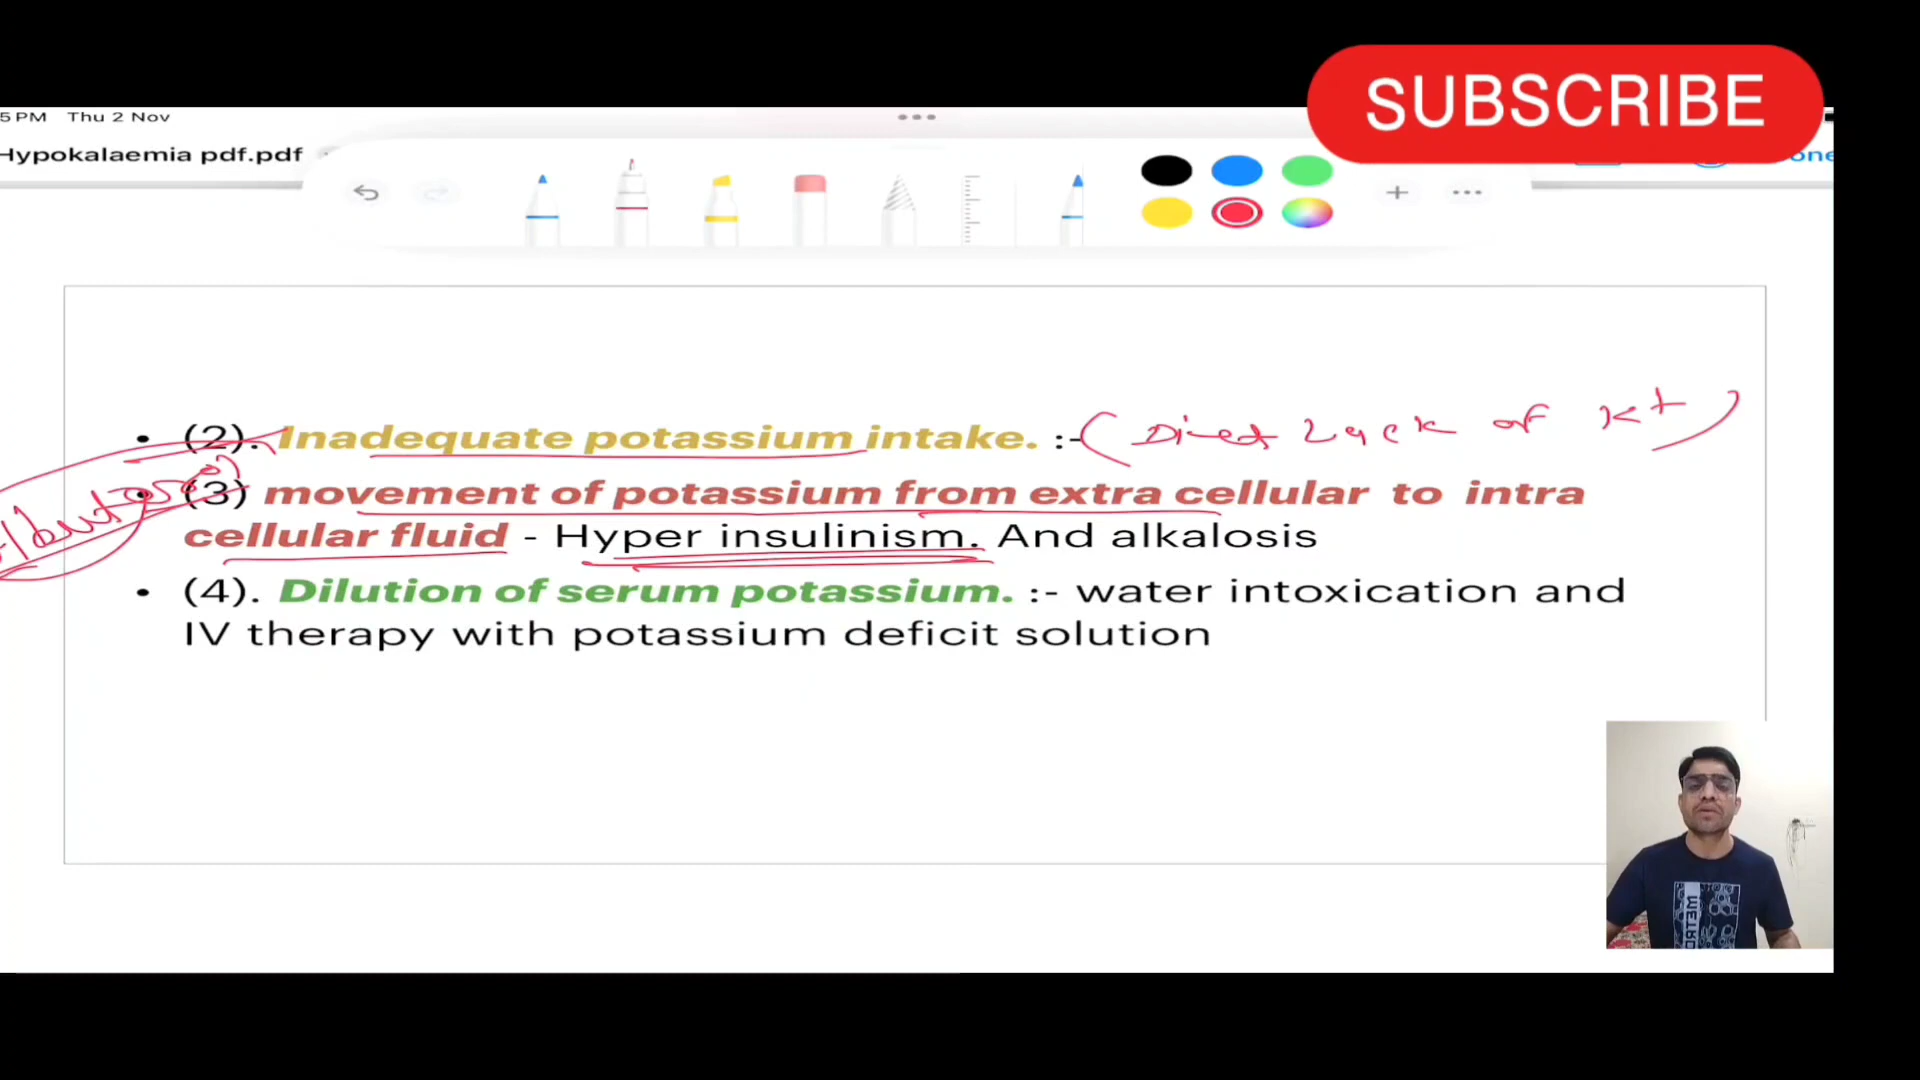 SUBSCRIBE
5 PM Thu 2 Nov
Hypokalaemia pdf.pdf
• (2). Inadequate potassium intake. :- (Direct Lack of K+)
• (3) movement of potassium from extra cellular to intra
cellular fluid - Hyper insulinism. And alkalosis
• (4). Dilution of serum potassium. :- water intoxication and
IV therapy with potassium deficit solution